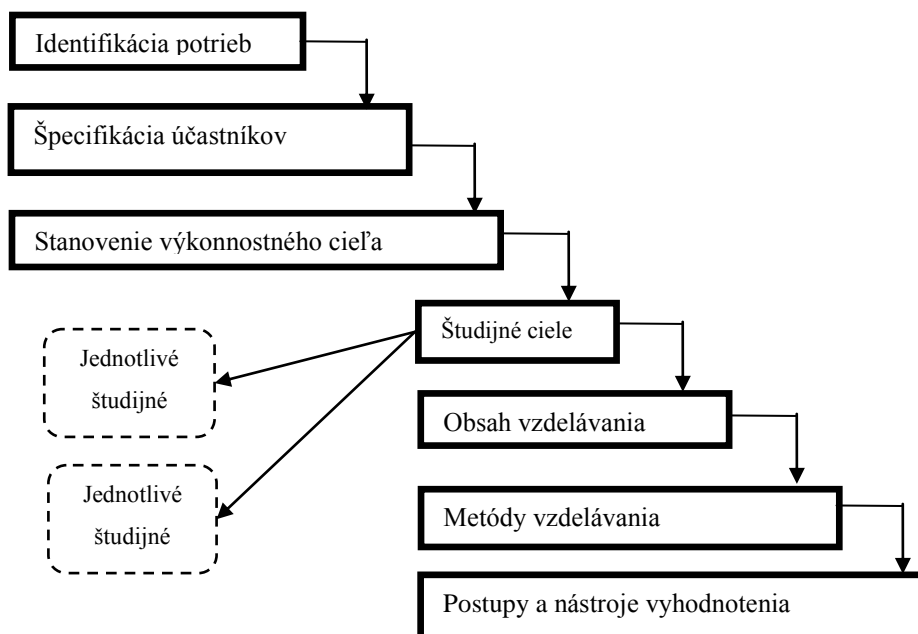 Identifikácia potrieb
Špecifikácia účastníkov
Stanovenie výkonnostného cieľa
Študijné ciele
Jednotlivé
študijné
Obsah vzdelávania
Jednotlivé
študijné
Metódy vzdelávania
Postupy a nástroje vyhodnotenia